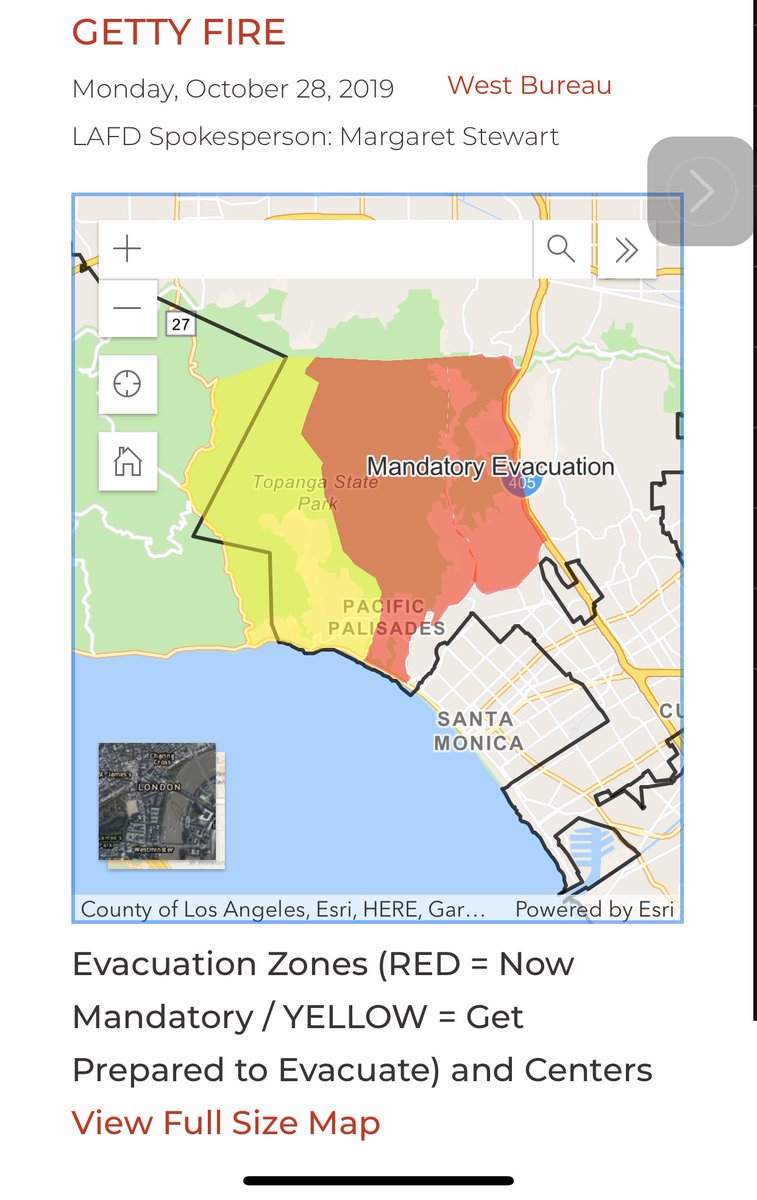 GETTY FIRE
Monday, October 28, 2019 West Bureau
LAFD Spokesperson: Margaret Stewart
27
Mandatory Evacuation
405
Topanga State
Park
PACIFIC
PALISADES
SANTA
MONICA
CU
Charing
Cross
St James's
LONDON
Westminster
County of Los Angeles, Esri, HERE, Gar... Powered by Esri
Evacuation Zones (RED = Now
Mandatory / YELLOW = Get
Prepared to Evacuate) and Centers
View Full Size Map